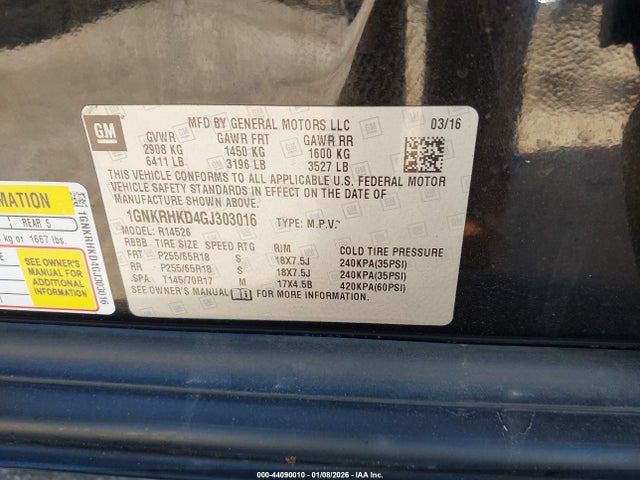 GM
MFD BY GENERAL MOTORS LLC
03/16
GVWR GAWR FRT GAWR RR
2908 KG 1450 KG 1600 KG
6411 LB 3196 LB 3527 LB
THIS VEHICLE CONFORMS TO ALL APPLICABLE U.S. FEDERAL MOTOR
VEHICLE SAFETY STANDARDS IN EFFECT ON THE DATE OF
MANUFACTURE SHOWN ABOVE.
1GNKRHKD4GJ303016 TYPE: M.P.V.
MODEL: R14526
RBBB TIRE SIZE SPEED RTG RIM COLD TIRE PRESSURE
FRT P255/65R18 S 18X7.5J 240KPA(35PSI)
RR P255/65R18 S 18X7.5J 240KPA(35PSI)
SPA T145/70R17 M 17X4.5B 420KPA(60PSI)
SEE OWNER'S MANUAL FOR MORE INFORMATION.
RMATION
REAR 5
kg or 1667 lbs.
SEE OWNER'S
MANUAL FOR
ADDITIONAL
INFORMATION
1GNKRHKD4GJ303016
000-44090010 - 01/08/2026 - IAA Inc.